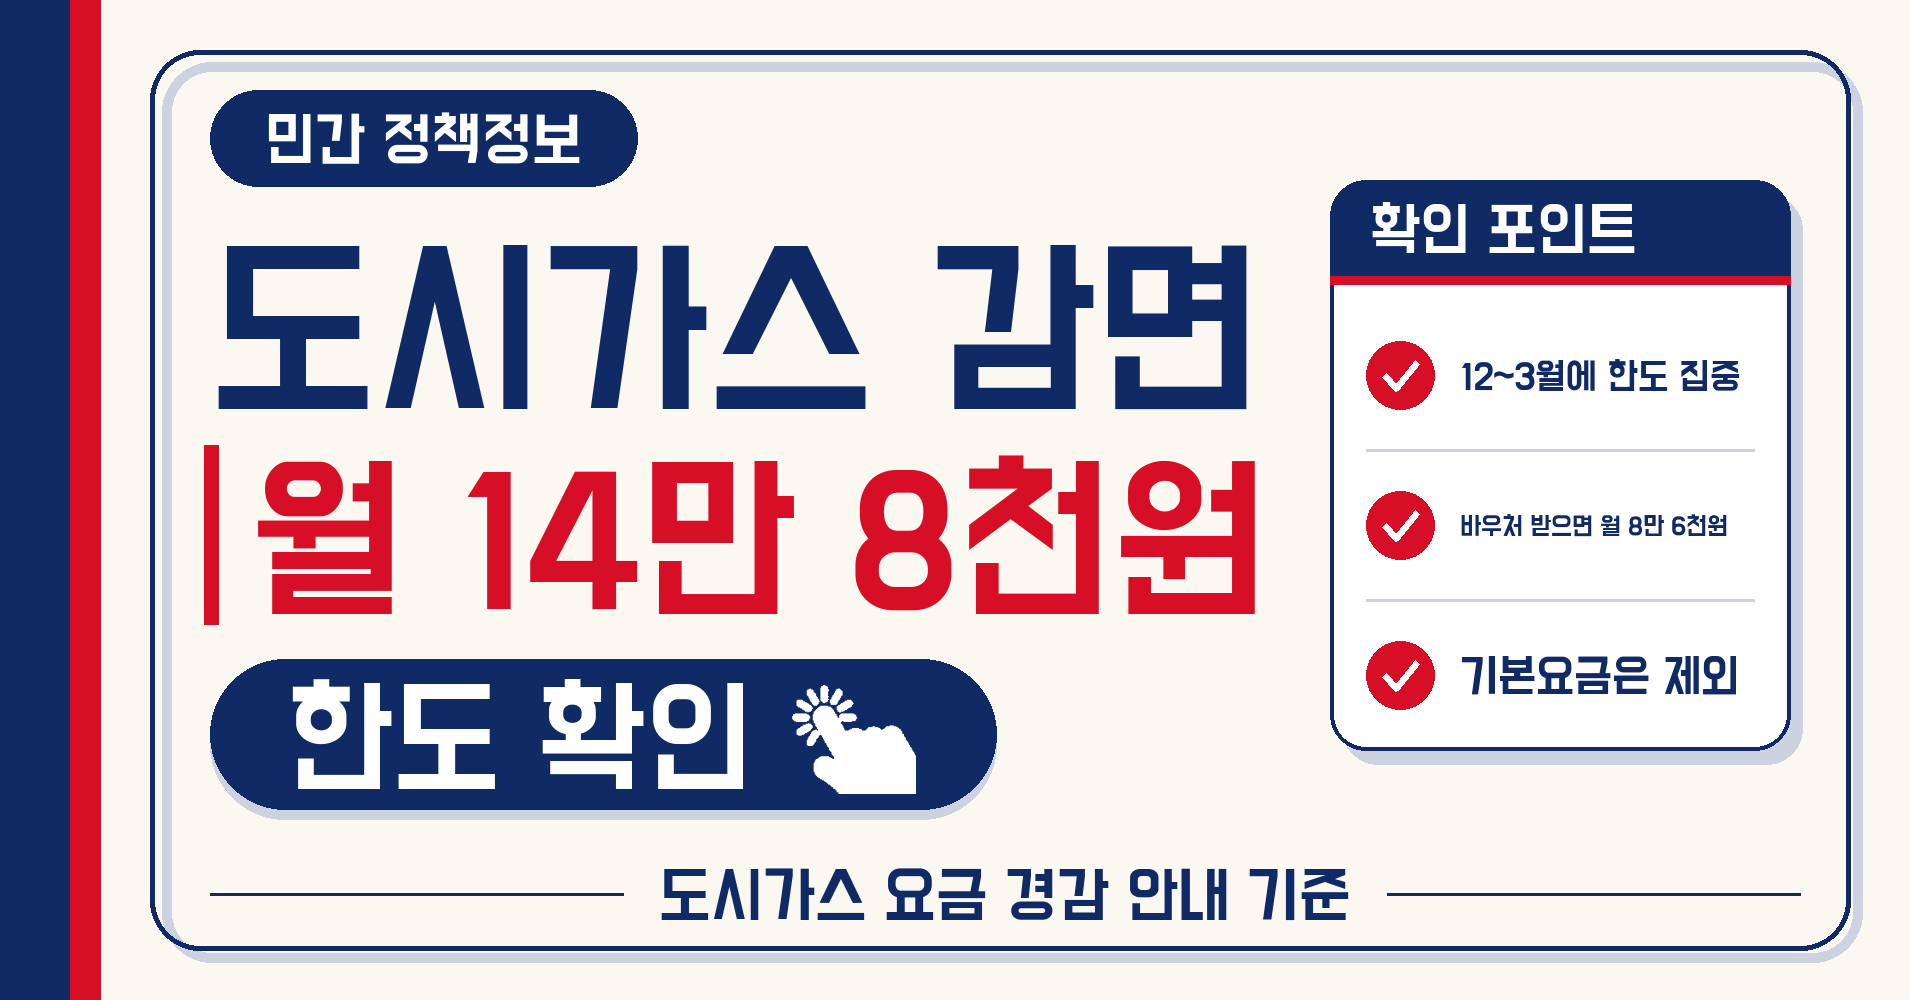 민간 정책정보
도시가스 감면
월 14만 8천원
한도 확인
확인 포인트
12~3월에 한도 집중
바우처 받으면 월 8만 6천원
기본요금은 제외
도시가스 요금 경감 안내 기준